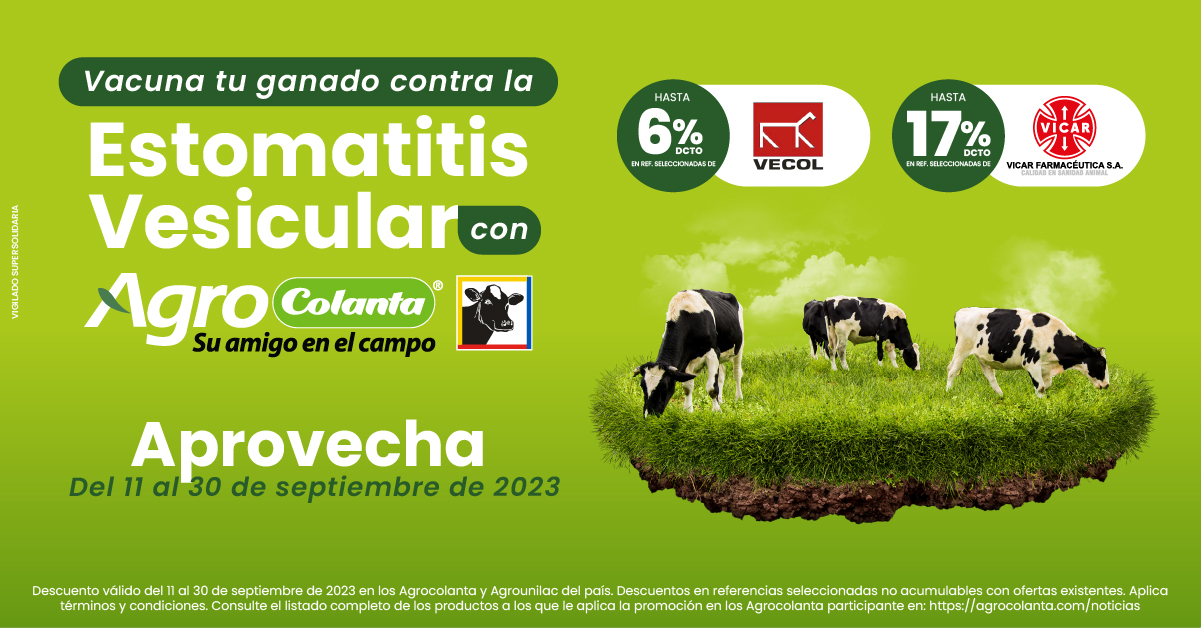 Vacuna tu ganado contra la
Estomatitis
Vesicular con
Agro Colanta®
Su amigo en el campo
Aprovecha
Del 11 al 30 de septiembre de 2023
HASTA
6%
DCTO
EN REF. SELECCIONADAS DE
VECOL
HASTA
17%
DCTO
EN REF. SELECCIONADAS DE
VICAR
VICAR FARMACÉUTICA S.A.
CALIDAD EN SANIDAD ANIMAL
VIGILADO SUPERSOLIDARIA
Descuento válido del 11 al 30 de septiembre de 2023 en los Agrocolanta y Agrounilac del país. Descuentos en referencias seleccionadas no acumulables con ofertas existentes. Aplica
términos y condiciones. Consulte el listado completo de los productos a los que le aplica la promoción en los Agrocolanta participante en: https://agrocolanta.com/noticias